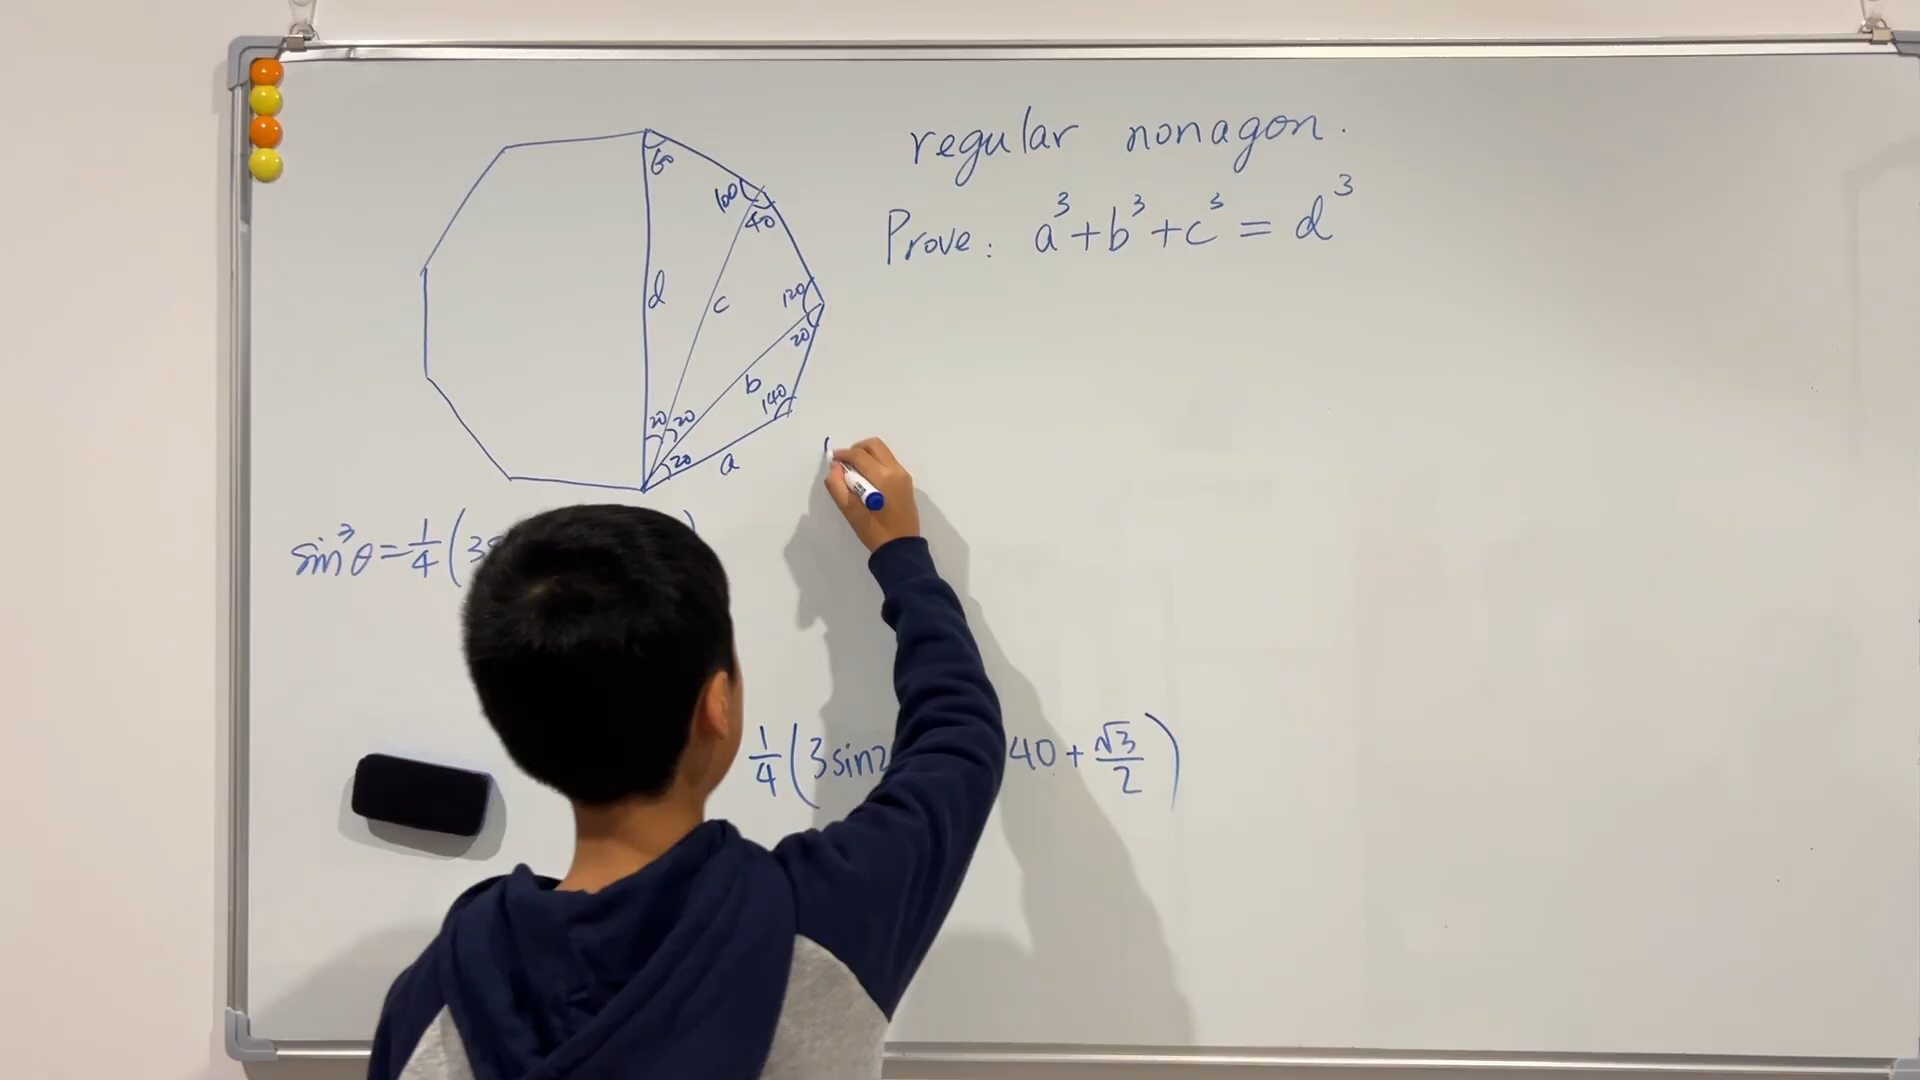 regular nonagon.
Prove: a³+b³+c³ = d³
60
100
40
d
c
120
20
b
140
20
20
20
a
sin³θ=1/4(3
)
1/4(3sin2
40+√3/2)